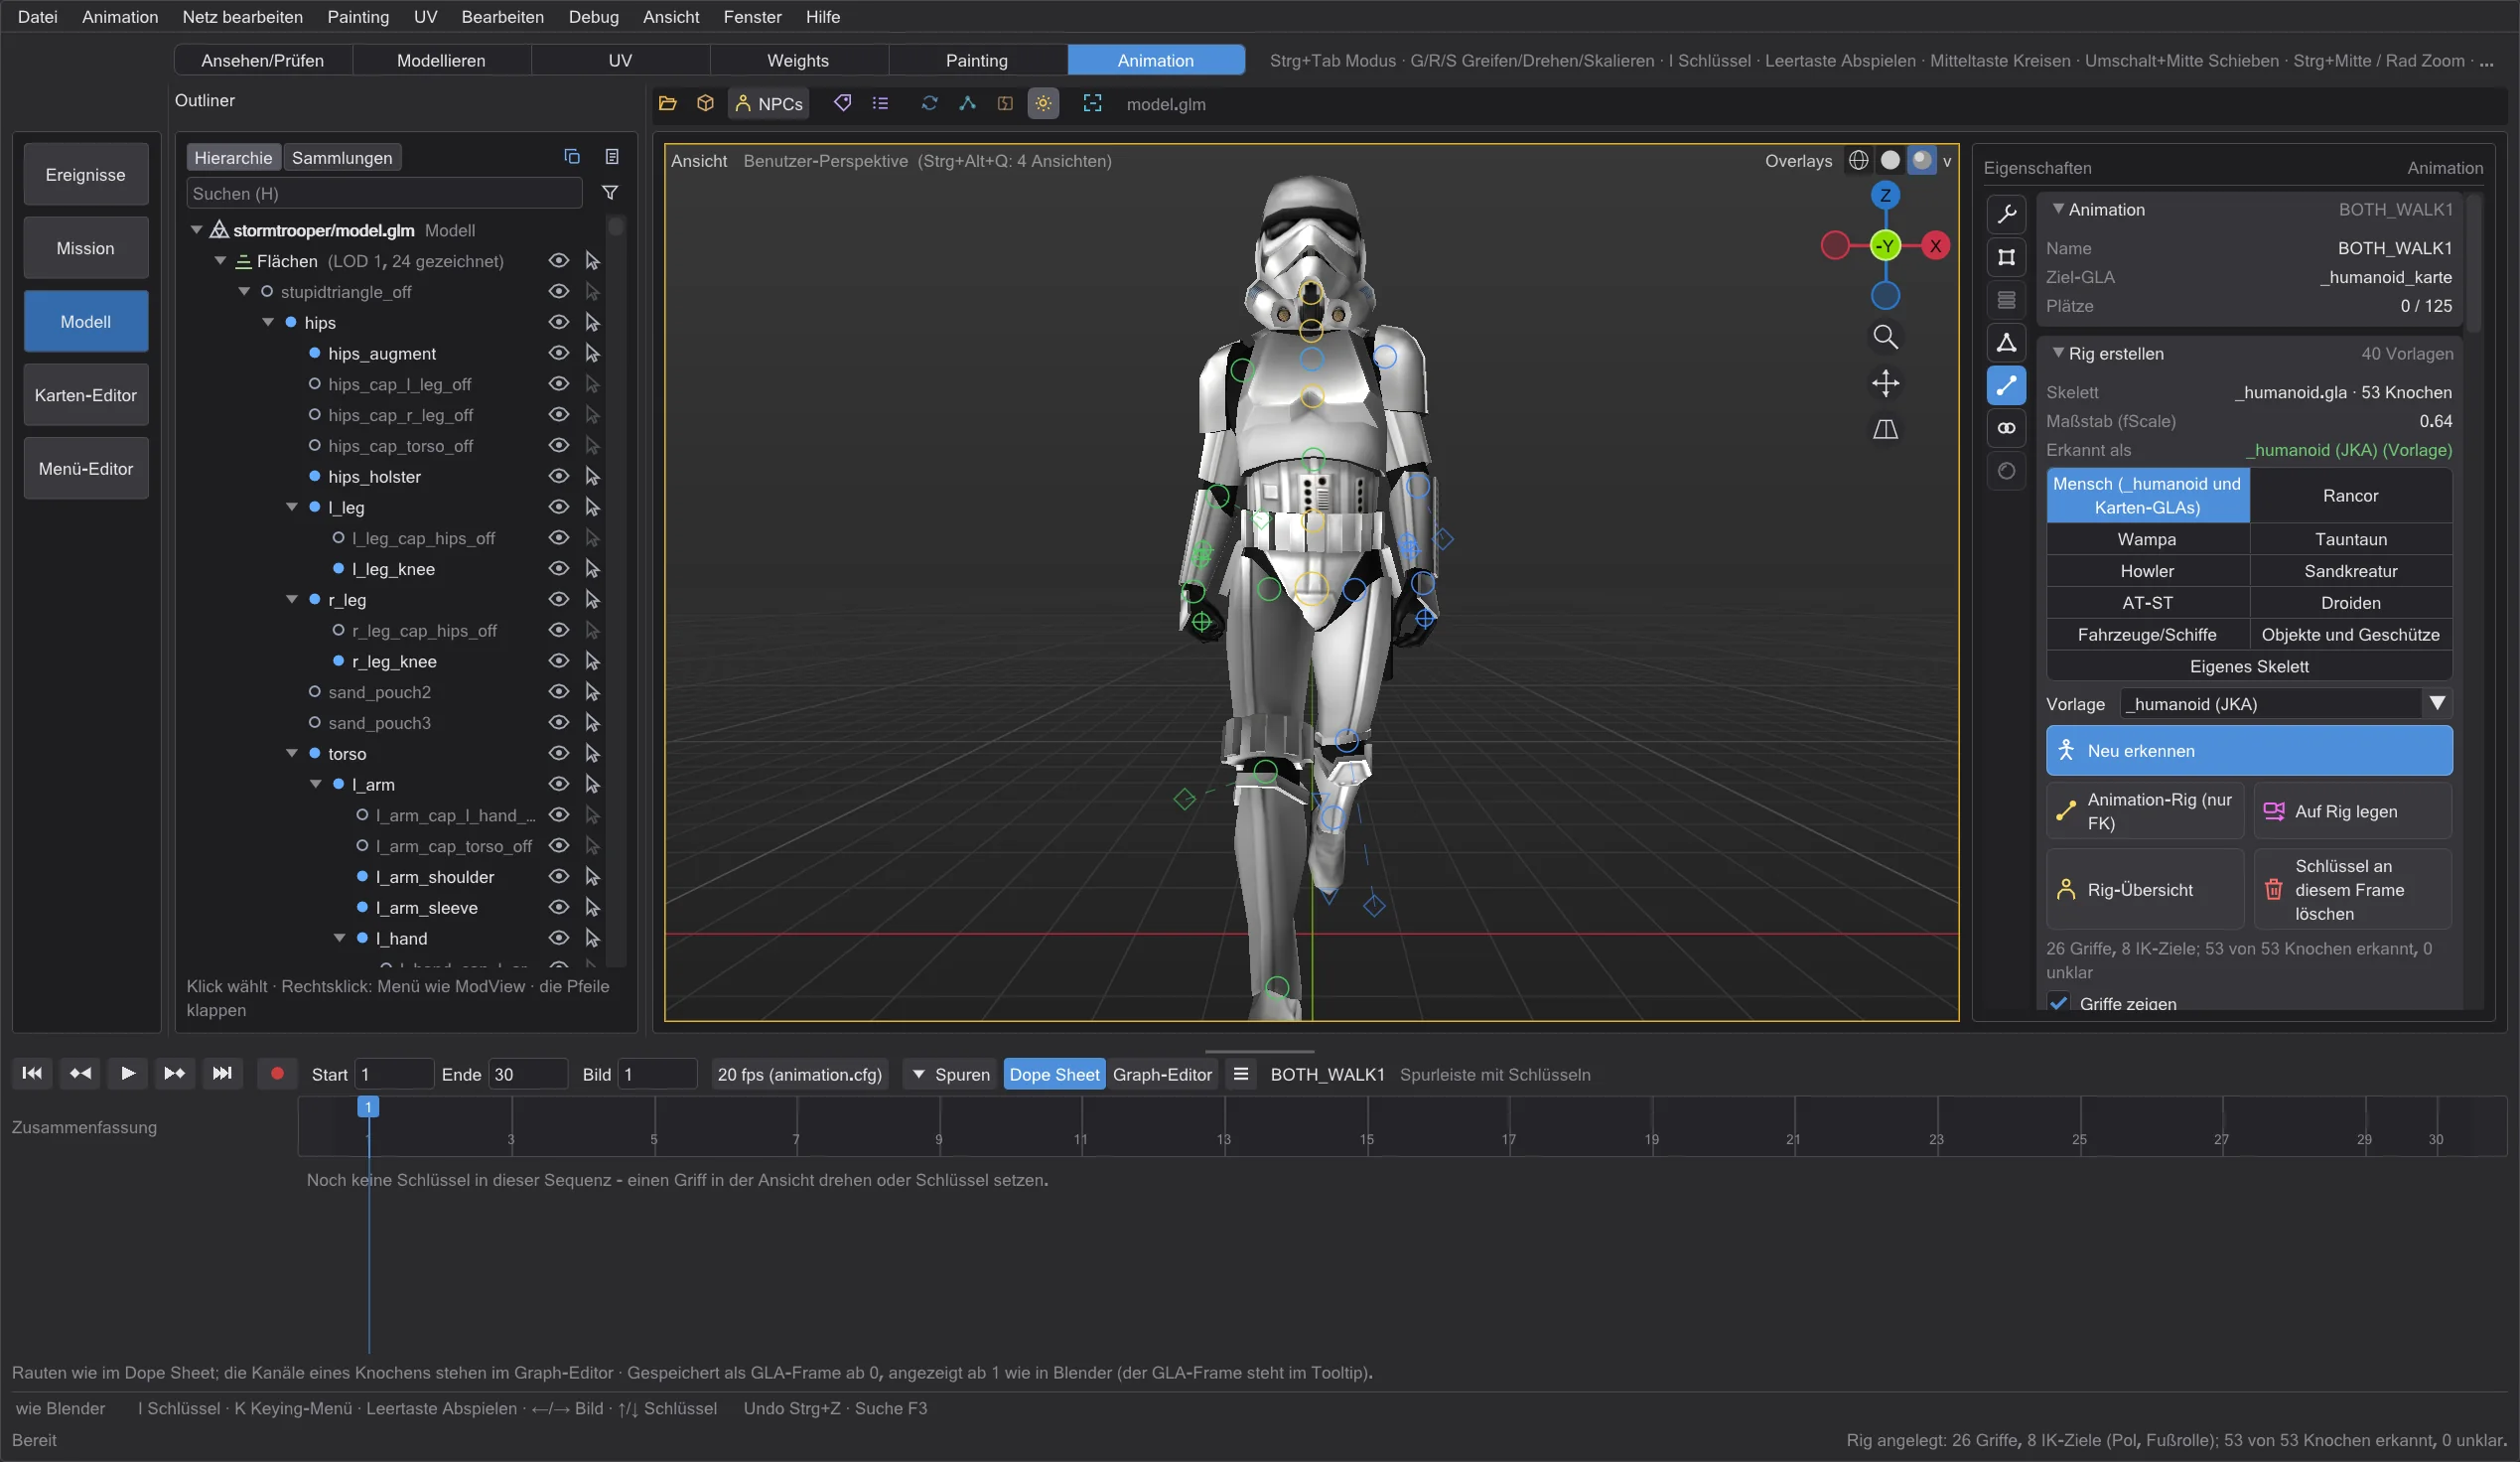 Datei Animation Netz bearbeiten Painting UV Bearbeiten Debug Ansicht Fenster Hilfe
Ansehen/Prüfen Modellieren UV Weights Painting Animation Strg+Tab Modus · G/R/S Greifen/Drehen/Skalieren · I Schlüssel · Leertaste Abspielen · Mitteltaste Kreisen · Umschalt+Mitte Schieben · Strg+Mitte / Rad Zoom · ...
Outliner
NPCs model.glm
Ereignisse
Mission
Modell
Karten-Editor
Menü-Editor
Hierarchie Sammlungen
Suchen (H)
stormtrooper/model.glm Modell
Flächen (LOD 1, 24 gezeichnet)
stupidtriangle_off
hips
hips_augment
hips_cap_l_leg_off
hips_cap_r_leg_off
hips_cap_torso_off
hips_holster
l_leg
l_leg_cap_hips_off
l_leg_knee
r_leg
r_leg_cap_hips_off
r_leg_knee
sand_pouch2
sand_pouch3
torso
l_arm
l_arm_cap_l_hand_...
l_arm_cap_torso_off
l_arm_shoulder
l_arm_sleeve
l_hand
Klick wählt · Rechtsklick: Menü wie ModView · die Pfeile
klappen
Ansicht Benutzer-Perspektive (Strg+Alt+Q: 4 Ansichten) Overlays v
Z
-Y X
Eigenschaften Animation
Animation BOTH_WALK1
Name BOTH_WALK1
Ziel-GLA _humanoid_karte
Plätze 0 / 125
Rig erstellen 40 Vorlagen
Skelett _humanoid.gla · 53 Knochen
Maßstab (fScale) 0.64
Erkannt als _humanoid (JKA) (Vorlage)
Mensch (_humanoid und
Karten-GLAs) Rancor
Wampa Tauntaun
Howler Sandkreatur
AT-ST Droiden
Fahrzeuge/Schiffe Objekte und Geschütze
Eigenes Skelett
Vorlage _humanoid (JKA)
Neu erkennen
Animation-Rig (nur
FK) Auf Rig legen
Rig-Übersicht Schlüssel an
diesem Frame
löschen
26 Griffe, 8 IK-Ziele; 53 von 53 Knochen erkannt, 0
unklar
Griffe zeigen
Start 1 Ende 30 Bild 1 20 fps (animation.cfg) Spuren Dope Sheet Graph-Editor BOTH_WALK1 Spurleiste mit Schlüsseln
1
Zusammenfassung
1 3 5 7 9 11 13 15 17 19 21 23 25 27 29 30
Noch keine Schlüssel in dieser Sequenz - einen Griff in der Ansicht drehen oder Schlüssel setzen.
Rauten wie im Dope Sheet; die Kanäle eines Knochens stehen im Graph-Editor · Gespeichert als GLA-Frame ab 0, angezeigt ab 1 wie in Blender (der GLA-Frame steht im Tooltip).
wie Blender I Schlüssel · K Keying-Menü · Leertaste Abspielen · ←/→ Bild · ↑/↓ Schlüssel Undo Strg+Z · Suche F3
Bereit Rig angelegt: 26 Griffe, 8 IK-Ziele (Pol, Fußrolle); 53 von 53 Knochen erkannt, 0 unklar.